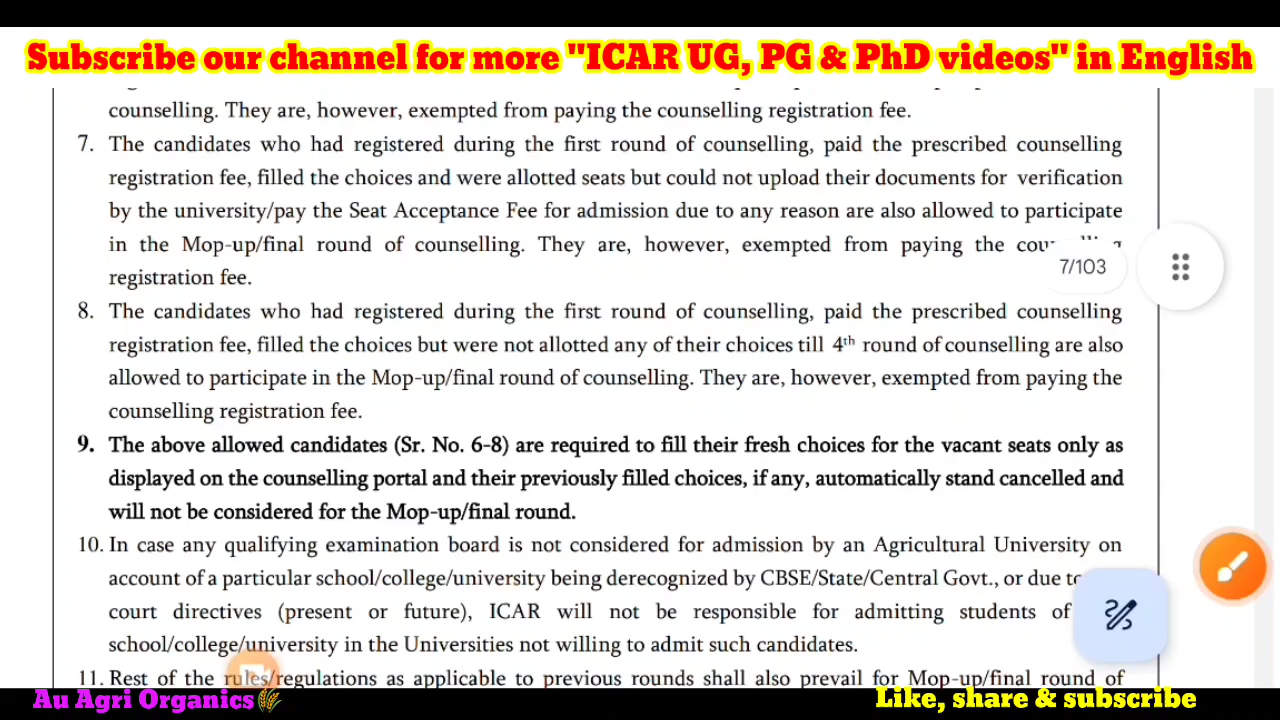 Subscribe our channel for more "ICAR UG, PG & PhD videos" in English
counselling. They are, however, exempted from paying the counselling registration fee.
7. The candidates who had registered during the first round of counselling, paid the prescribed counselling
registration fee, filled the choices and were allotted seats but could not upload their documents for verification
by the university/pay the Seat Acceptance Fee for admission due to any reason are also allowed to participate
in the Mop-up/final round of counselling. They are, however, exempted from paying the
7/103
registration fee.
8. The candidates who had registered during the first round of counselling, paid the prescribed counselling
registration fee, filled the choices but were not allotted any of their choices till 4th round of counselling are also
allowed to participate in the Mop-up/final round of counselling. They are, however, exempted from paying the
counselling registration fee.
9. The above allowed candidates (Sr. No. 6-8) are required to fill their fresh choices for the vacant seats only as
displayed on the counselling portal and their previously filled choices, if any, automatically stand cancelled and
will not be considered for the Mop-up/final round.
10. In case any qualifying examination board is not considered for admission by an Agricultural University on
account of a particular school/college/university being derecognized by CBSE/State/Central Govt., or due
court directives (present or future), ICAR will not be responsible for admitting students of
school/college/university in the Universities not willing to admit such candidates.
11. Rest of the rules/regulations as applicable to previous rounds shall also prevail for Mop-up/final round of
Au Agri Organics🌾
Like, share & subscribe